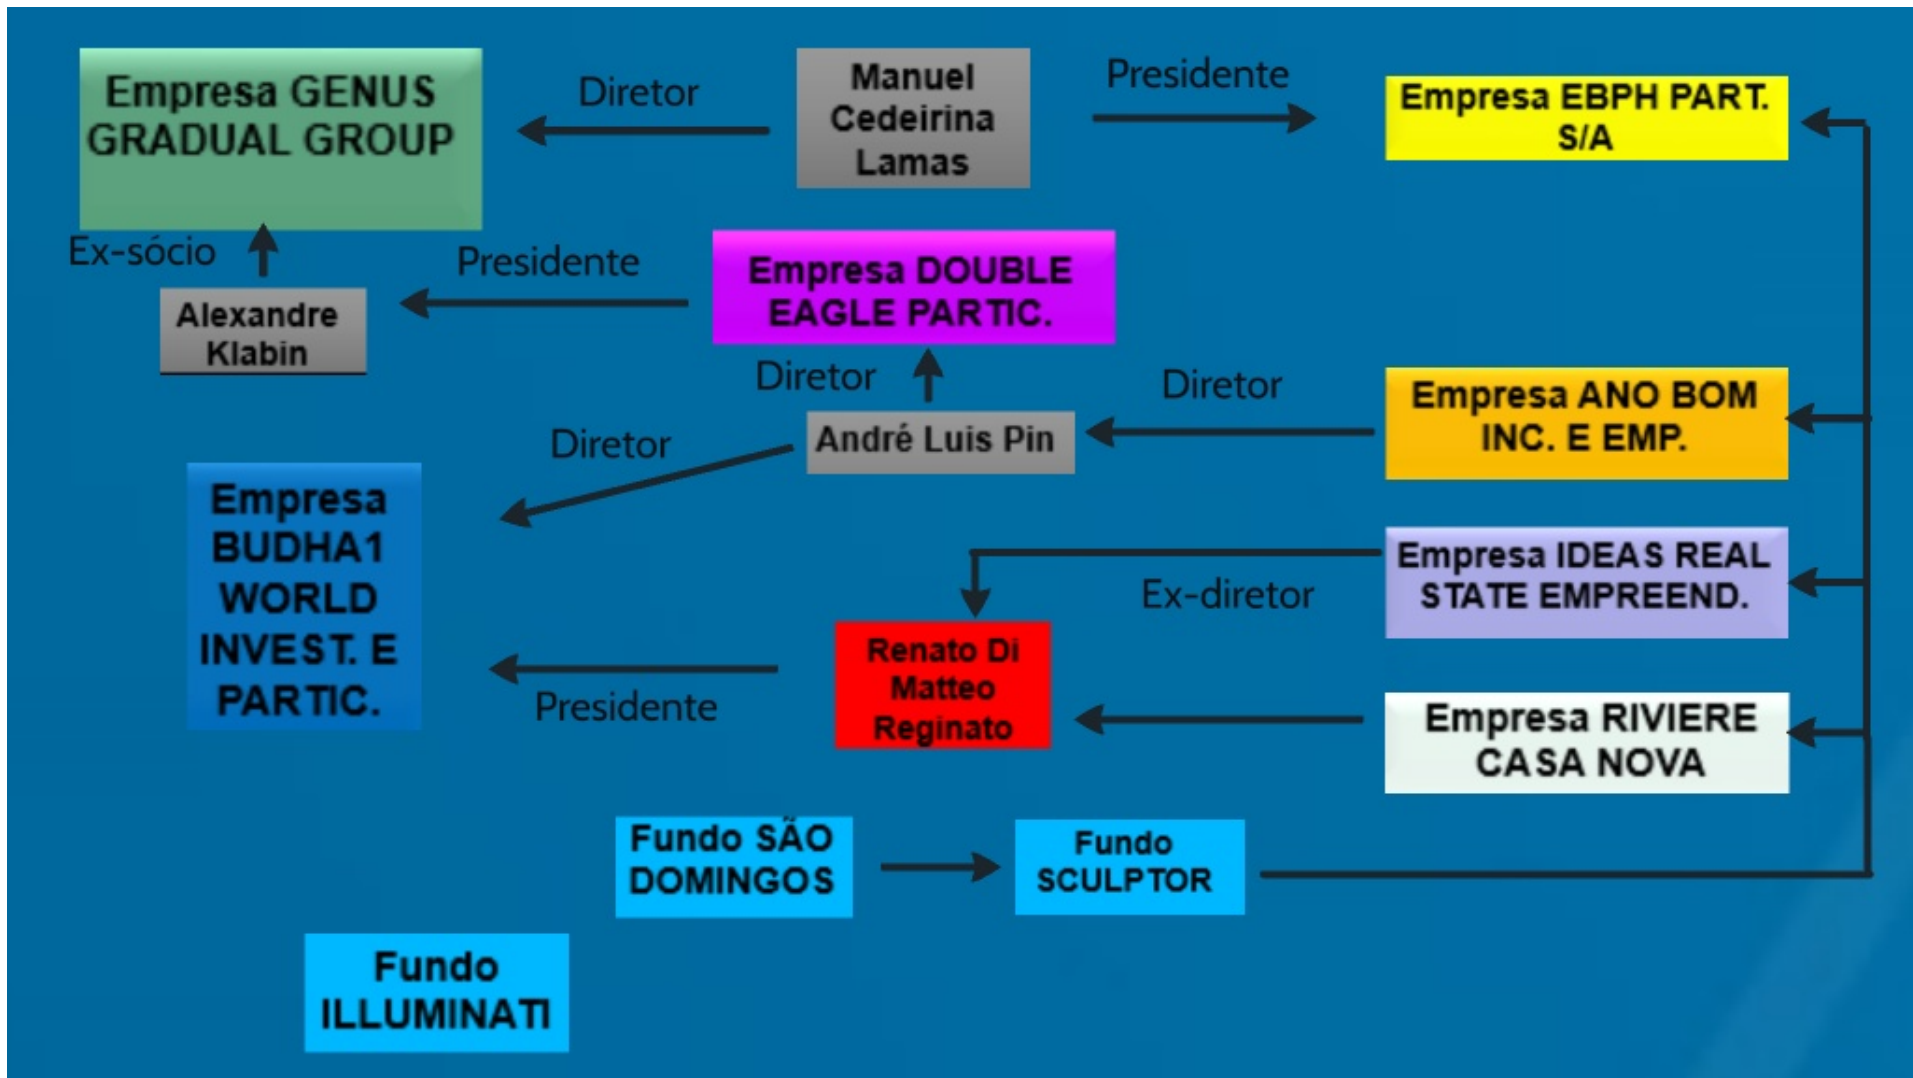 Empresa GENUS
GRADUAL GROUP
Diretor
Manuel
Cedeirina
Lamas
Presidente
Empresa EBPH PART.
S/A
Ex-sócio
Alexandre
Klabin
Presidente
Empresa DOUBLE
EAGLE PARTIC.
Diretor
André Luis Pin
Diretor
Empresa ANO BOM
INC. E EMP.
Diretor
Empresa
BUDHA1
WORLD
INVEST. E
PARTIC.
Ex-diretor
Empresa IDEAS REAL
STATE EMPREEND.
Presidente
Renato Di
Matteo
Reginato
Empresa RIVIERE
CASA NOVA
Fundo SÃO
DOMINGOS
Fundo
SCULPTOR
Fundo
ILLUMINATI